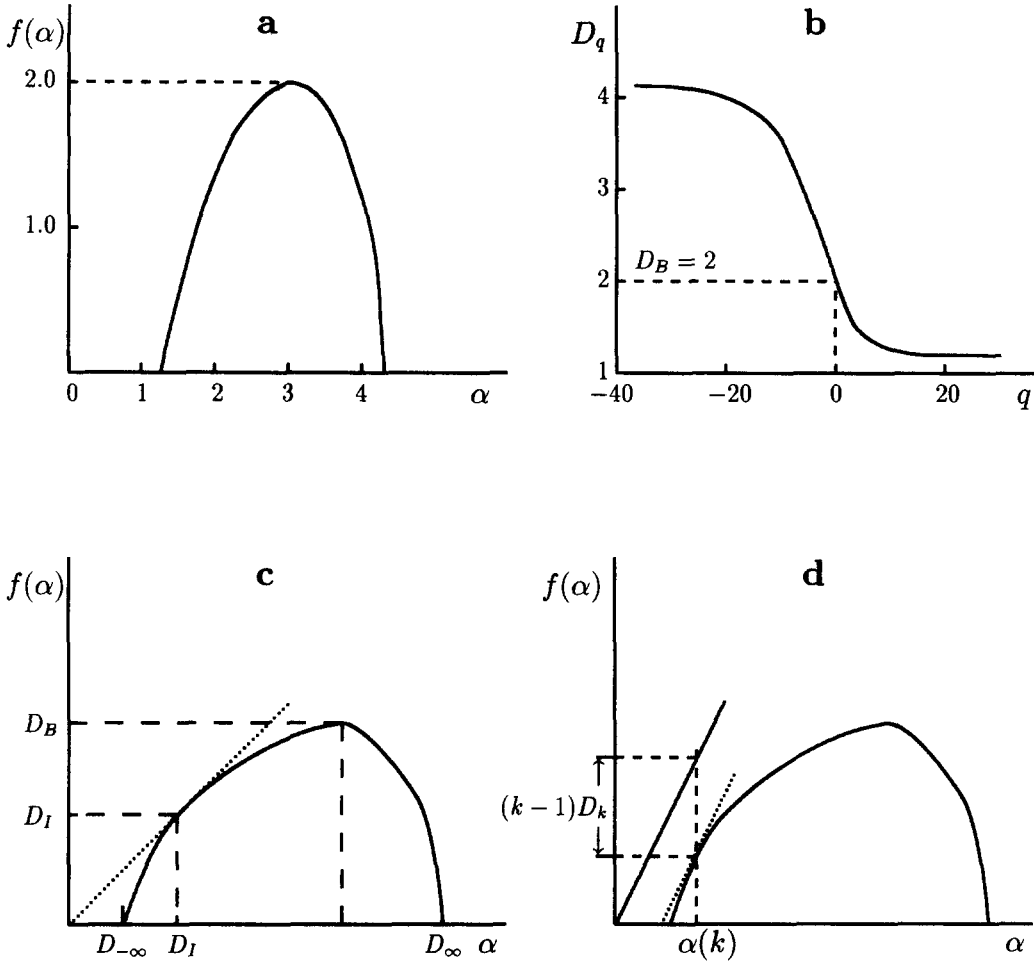 a
f(α)
2.0
1.0
0 1 2 3 4 α
b
D_q
4
3
D_B = 2
2
1
−40 −20 0 20 q
c
f(α)
D_B
D_I
D_{−∞} D_I D_∞ α
d
f(α)
(k − 1)D_k
α(k) α